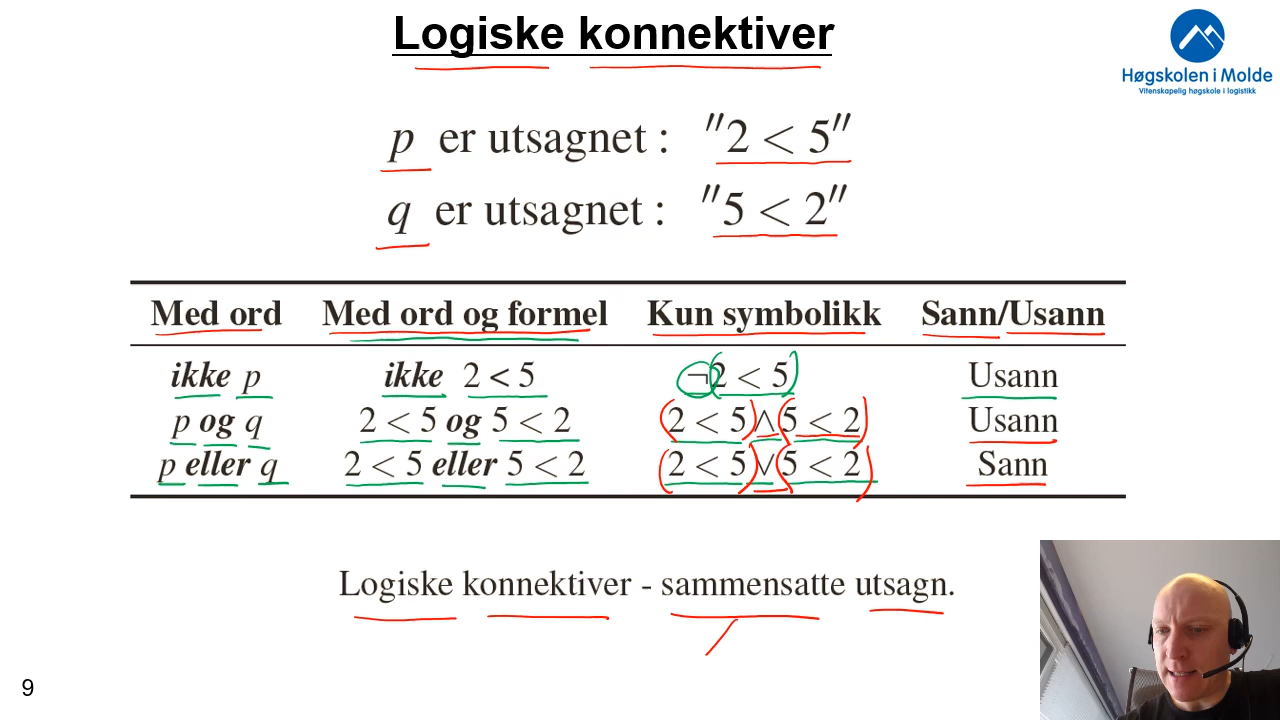 Logiske konnektiver
Høgskolen i Molde
Vitenskapelig høgskole i logistikk
p er utsagnet : "2 < 5"
q er utsagnet : "5 < 2"
Med ord Med ord og formel Kun symbolikk Sann/Usann
ikke p ikke 2 < 5 ¬(2 < 5) Usann
p og q 2 < 5 og 5 < 2 (2 < 5) ∧ (5 < 2) Usann
p eller q 2 < 5 eller 5 < 2 (2 < 5) ∨ (5 < 2) Sann
Logiske konnektiver - sammensatte utsagn.
9